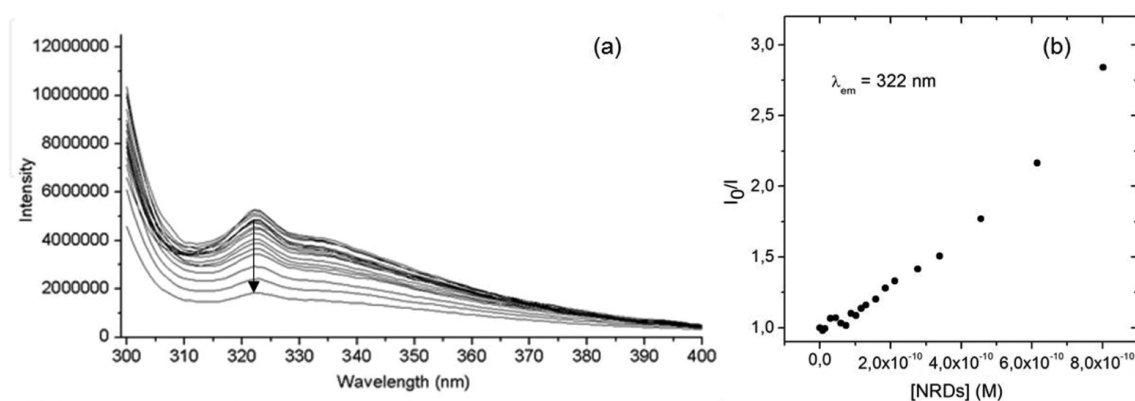 (a)
12000000
10000000
8000000
6000000
4000000
2000000
0
Intensity
300 310 320 330 340 350 360 370 380 390 400
Wavelength (nm)
(b)
λem = 322 nm
3,0
2,5
2,0
1,5
1,0
I0/I
0,0 2,0x10-10 4,0x10-10 6,0x10-10 8,0x10-10
[NRDs] (M)